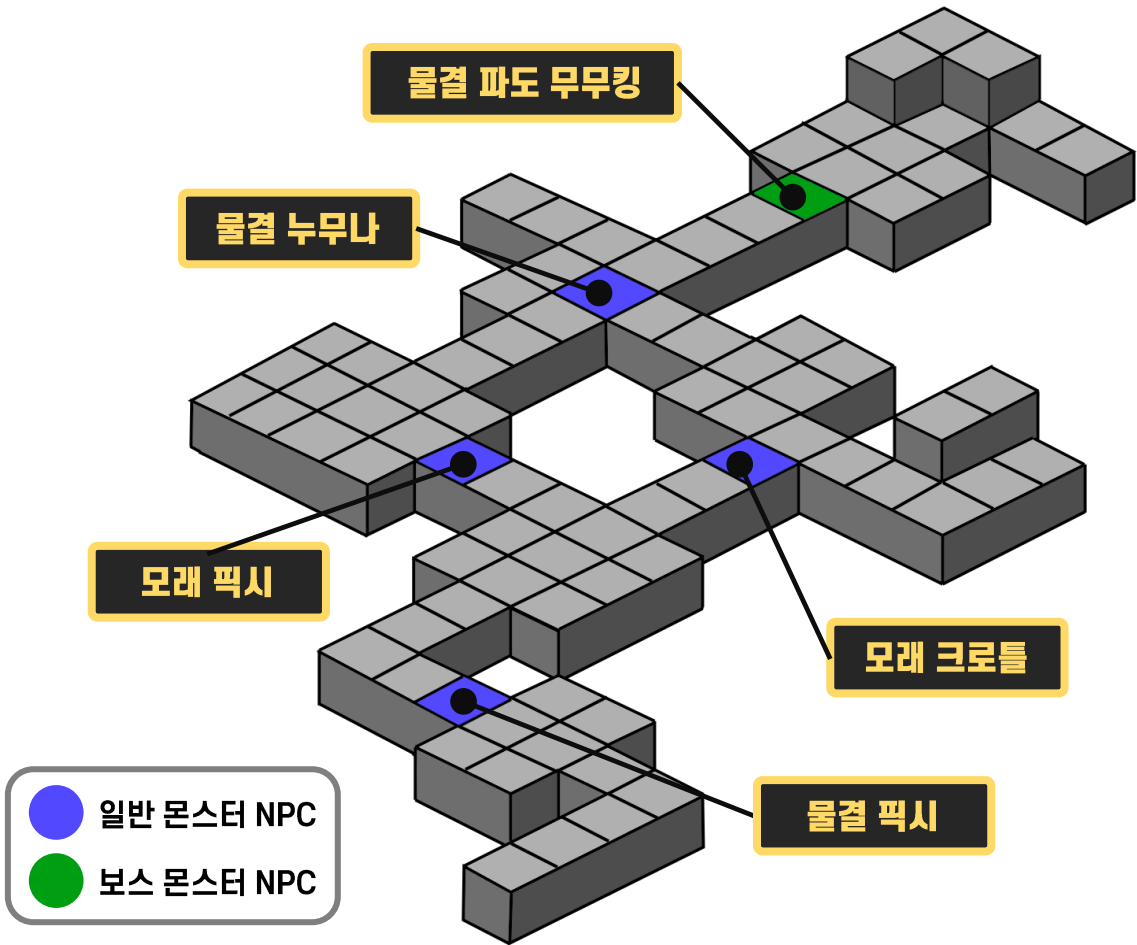 물결 파도 무무킹
물결 누무나
모래 픽시
모래 크로틀
물결 픽시
일반 몬스터 NPC
보스 몬스터 NPC